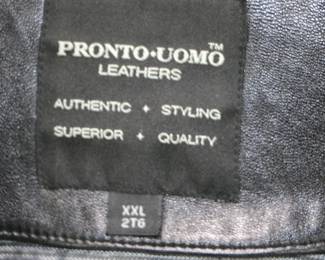 PRONTO·UOMO™
LEATHERS
AUTHENTIC + STYLING
SUPERIOR + QUALITY
XXL
2TG